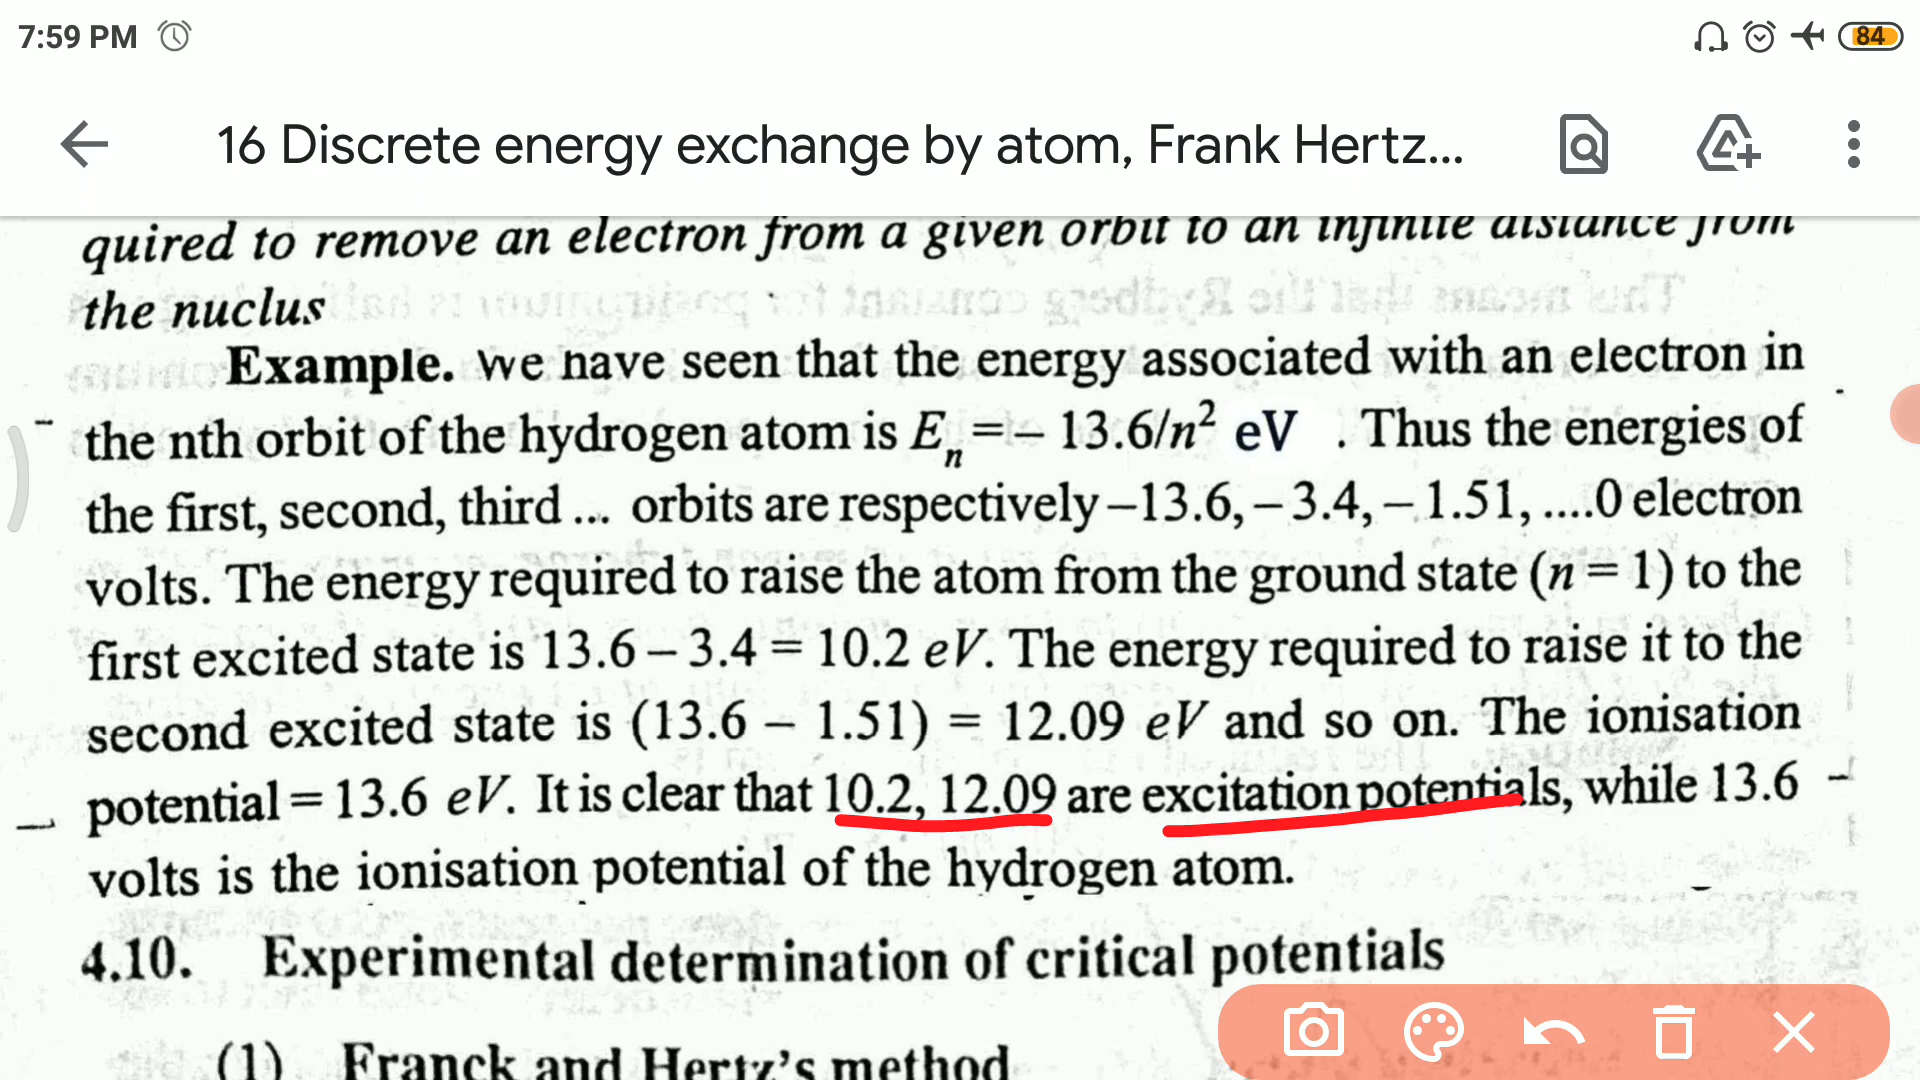 7:59 PM
84
16 Discrete energy exchange by atom, Frank Hertz...
quired to remove an electron from a given orbit to an infinite distance from
the nuclus
Example. We have seen that the energy associated with an electron in
the nth orbit of the hydrogen atom is Eₙ = – 13.6/n² eV . Thus the energies of
the first, second, third ... orbits are respectively –13.6, – 3.4, – 1.51, ....0 electron
volts. The energy required to raise the atom from the ground state (n = 1) to the
first excited state is 13.6 – 3.4 = 10.2 eV. The energy required to raise it to the
second excited state is (13.6 – 1.51) = 12.09 eV and so on. The ionisation
potential = 13.6 eV. It is clear that 10.2, 12.09 are excitation potentials, while 13.6
volts is the ionisation potential of the hydrogen atom.
4.10. Experimental determination of critical potentials
(1) Franck and Hertz's method